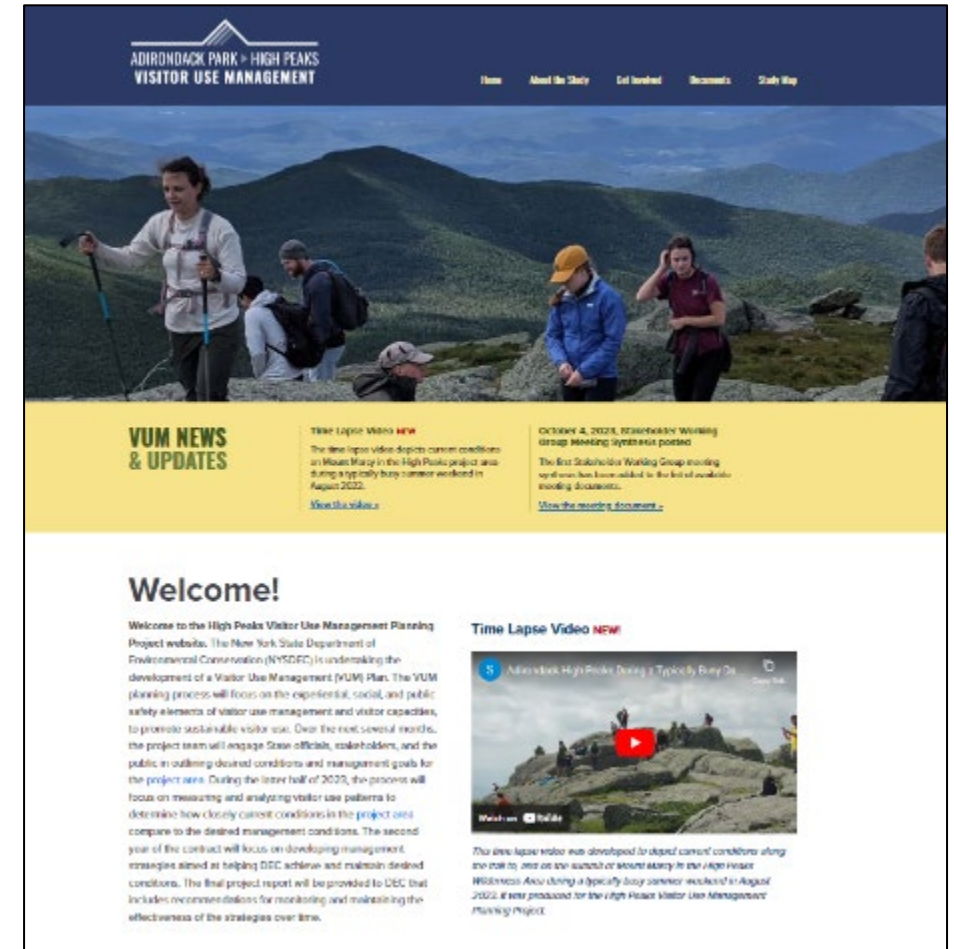 ADIRONDACK PARK ▸ HIGH PEAKS
VISITOR USE MANAGEMENT
Home About the Study Get Involved Documents Study Map
VUM NEWS
& UPDATES
Time Lapse Video NEW
The time lapse video depicts current conditions
on Mount Marcy in the High Peaks project area
during a typically busy summer weekend in
August 2023.
View the video »
October 4, 2023, Stakeholder Working
Group Meeting Synthesis posted
The first Stakeholder Working Group meeting
synthesis has been added to the list of available
meeting documents.
View the meeting document »
Welcome!
Welcome to the High Peaks Visitor Use Management Planning
Project website. The New York State Department of
Environmental Conservation (NYSDEC) is undertaking the
development of a Visitor Use Management (VUM) Plan. The VUM
planning process will focus on the experiential, social, and public
safety elements of visitor use management and visitor capacities,
to promote sustainable visitor use. Over the next several months,
the project team will engage State officials, stakeholders, and the
public in outlining desired conditions and management goals for
the project area. During the latter half of 2023, the process will
focus on measuring and analyzing visitor use patterns to
determine how closely current conditions in the project area
compare to the desired management conditions. The second
year of the contract will focus on developing management
strategies aimed at helping DEC achieve and maintain desired
conditions. The final project report will be provided to DEC that
includes recommendations for monitoring and maintaining the
effectiveness of the strategies over time.
Time Lapse Video NEW!
S Adirondack High Peaks During a Typically Busy Da...
Copy link
Watch on YouTube
This time lapse video was developed to depict current conditions along
the trail to, and on the summit of Mount Marcy in the High Peaks
Wilderness Area during a typically busy summer weekend in August
2023. It was produced for the High Peaks Visitor Use Management
Planning Project.